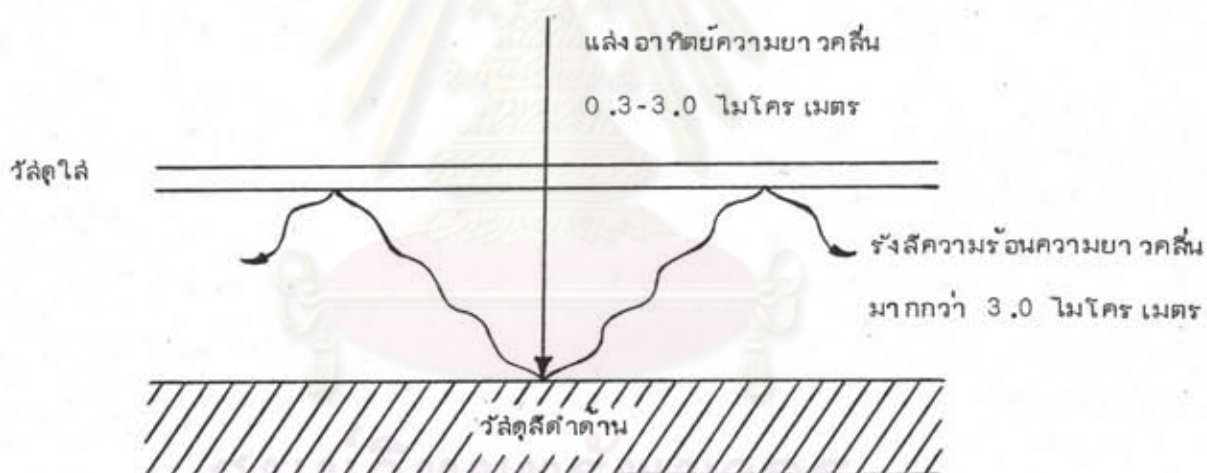 แสงอาทิตย์ความยาวคลื่น
0.3-3.0 ไมโครเมตร
วัสดุใส
รังสีความร้อนความยาวคลื่น
มากกว่า 3.0 ไมโครเมตร
วัสดุสีดำด้าน